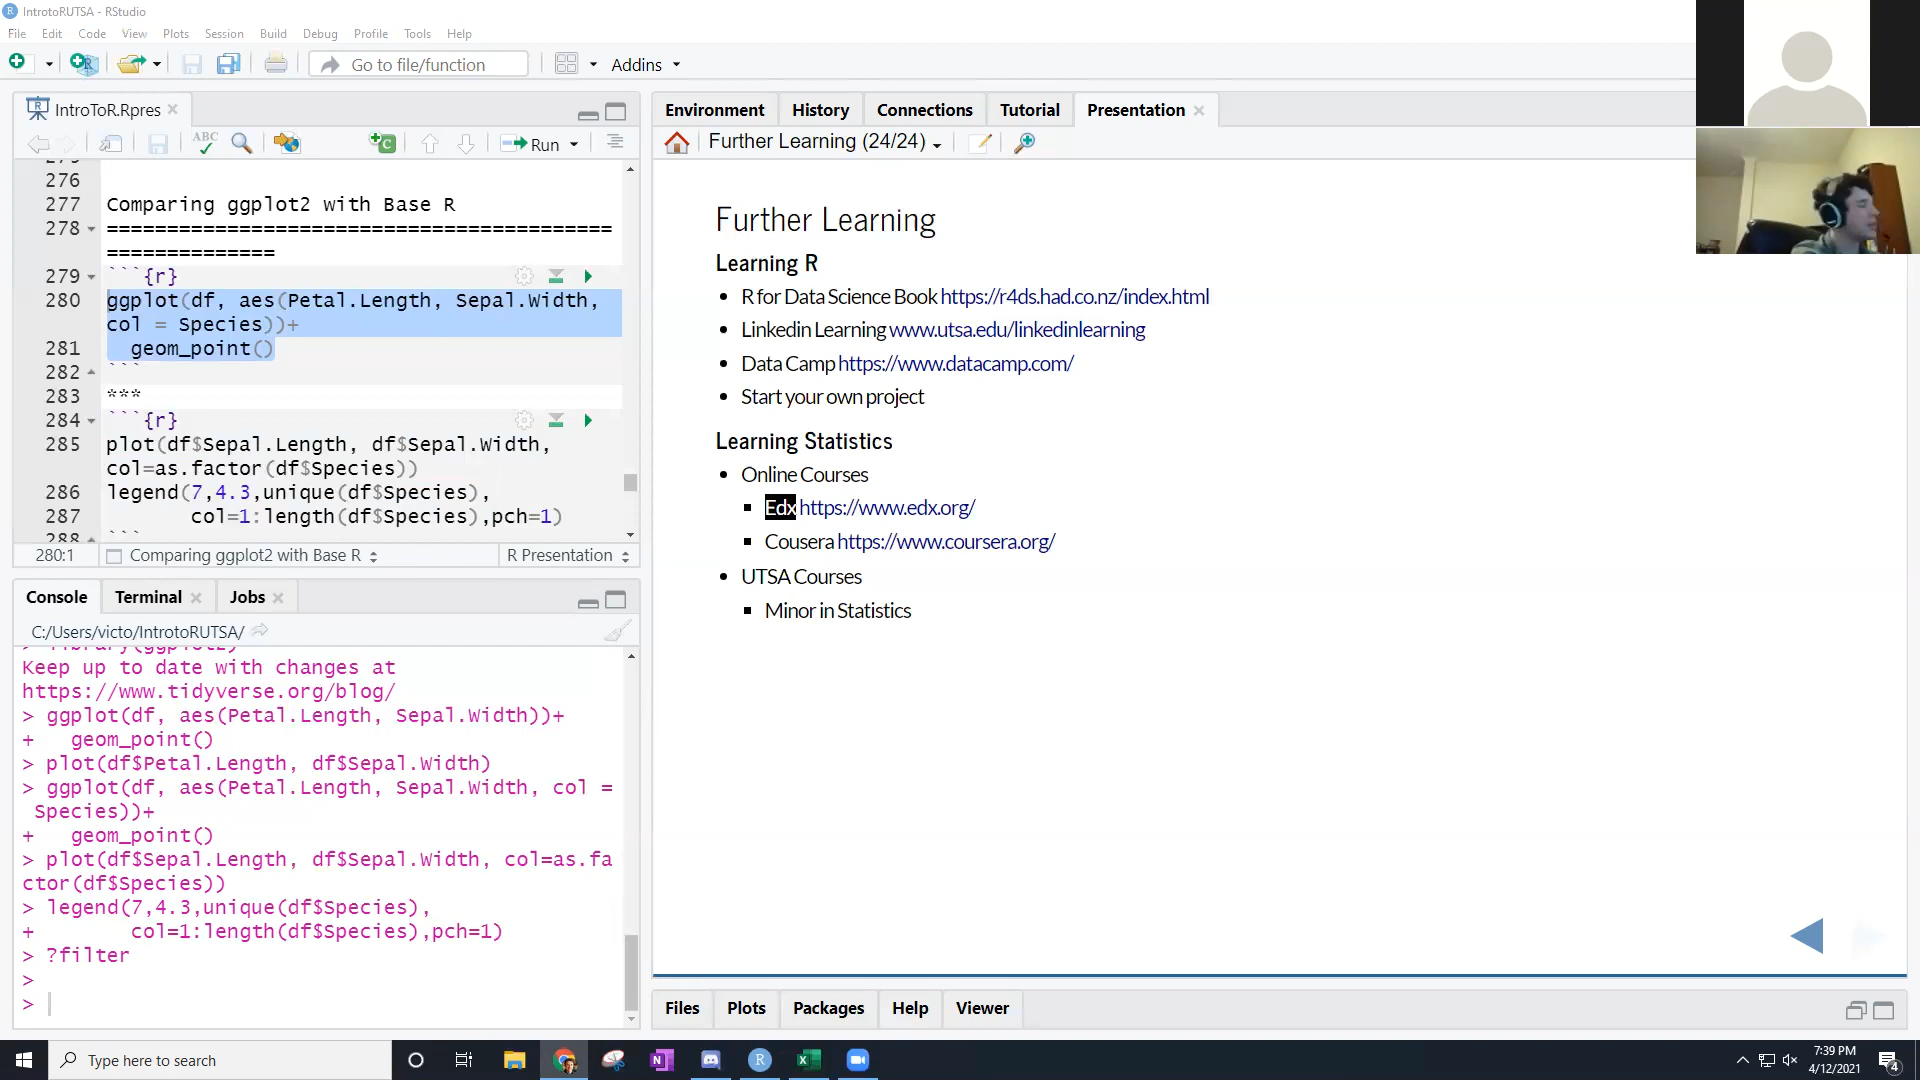 IntrotoRUTSA - RStudio
File Edit Code View Plots Session Build Debug Profile Tools Help
Go to file/function Addins
IntroToR.Rpres
ABC
Run
276
277 Comparing ggplot2 with Base R
278 ==========================================
==============
279 ```{r}
280 ggplot(df, aes(Petal.Length, Sepal.Width,
col = Species))+
281 geom_point()
282 ```
283 ***
284 ```{r}
285 plot(df$Sepal.Length, df$Sepal.Width,
col=as.factor(df$Species))
286 legend(7,4.3,unique(df$Species),
287 col=1:length(df$Species),pch=1)
288 ```
280:1 Comparing ggplot2 with Base R R Presentation
Console Terminal Jobs
C:/Users/victo/IntrotoRUTSA/
> library(ggplot2)
Keep up to date with changes at
https://www.tidyverse.org/blog/
> ggplot(df, aes(Petal.Length, Sepal.Width))+
+ geom_point()
> plot(df$Petal.Length, df$Sepal.Width)
> ggplot(df, aes(Petal.Length, Sepal.Width, col =
Species))+
+ geom_point()
> plot(df$Sepal.Length, df$Sepal.Width, col=as.fa
ctor(df$Species))
> legend(7,4.3,unique(df$Species),
+ col=1:length(df$Species),pch=1)
> ?filter
>
>
Environment History Connections Tutorial Presentation
Further Learning (24/24)
Further Learning
Learning R
• R for Data Science Book https://r4ds.had.co.nz/index.html
• Linkedin Learning www.utsa.edu/linkedinlearning
• Data Camp https://www.datacamp.com/
• Start your own project
Learning Statistics
• Online Courses
▪ Edx https://www.edx.org/
▪ Cousera https://www.coursera.org/
• UTSA Courses
▪ Minor in Statistics
Files Plots Packages Help Viewer
Type here to search
7:39 PM
4/12/2021
4